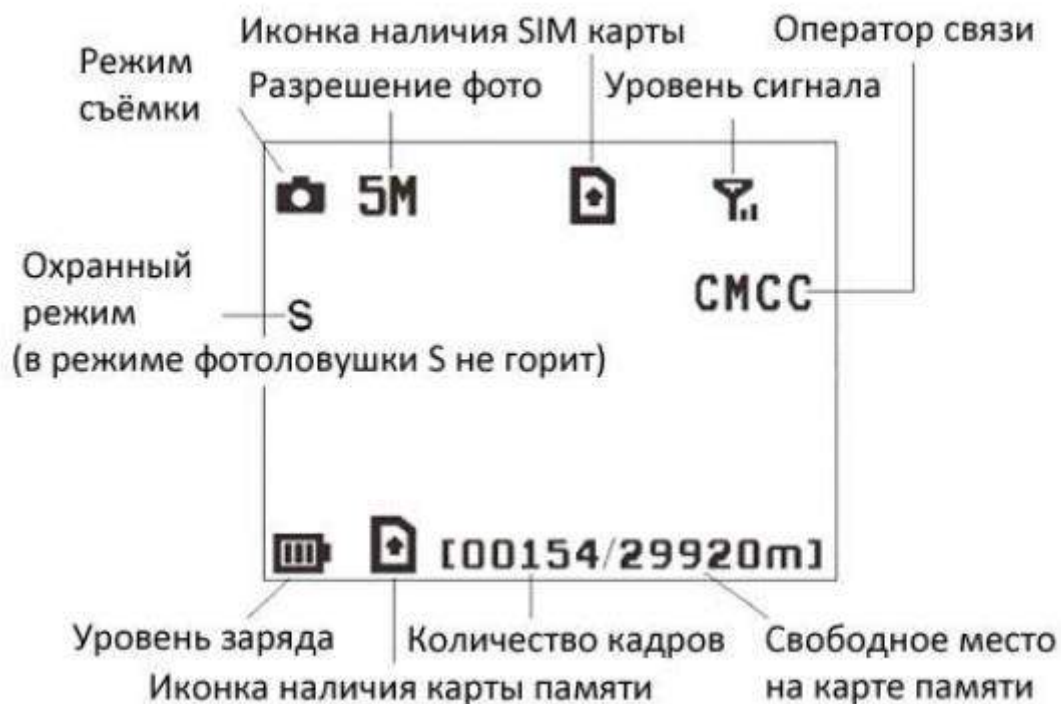 Иконка наличия SIM карты
Оператор связи
Режим
съёмки
Разрешение фото
Уровень сигнала
5M
Охранный
режим
S
CMCC
(в режиме фотоловушки S не горит)
[00154/29920m]
Уровень заряда
Количество кадров
Свободное место
на карте памяти
Иконка наличия карты памяти